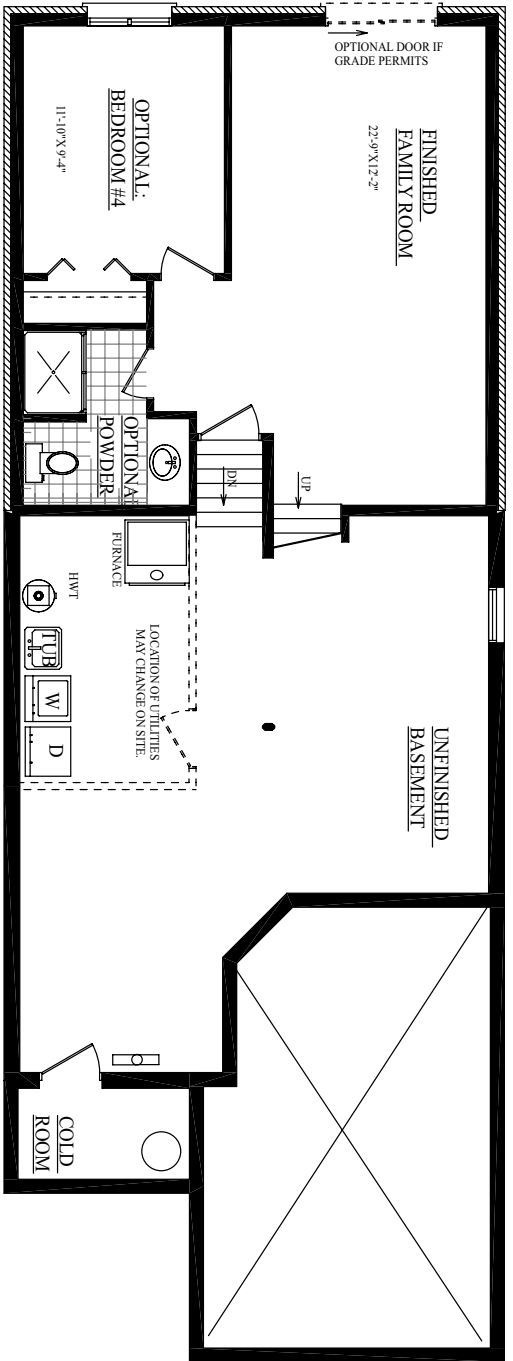 OPTIONAL DOOR IF
GRADE PERMITS
FINISHED
FAMILY ROOM
22'-9"X12'-2"
OPTIONAL:
BEDROOM #4
11'-10"X 9'-4"
OPTIONA
POWDER
DN
UP
FURNACE
HWT
TUB
W
D
LOCATION OF UTILITIES
MAY CHANGE ON SITE.
UNFINISHED
BASEMENT
COLD
ROOM